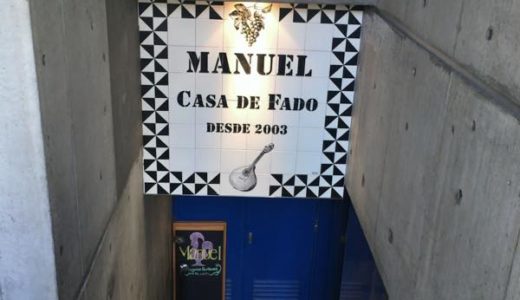 MANUEL
CASA DE FADO
DESDE 2003
Manuel